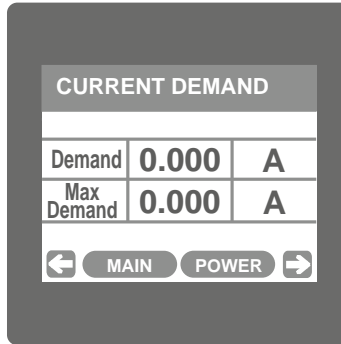 CURRENT DEMAND
Demand 0.000 A
Max Demand 0.000 A
MAIN POWER